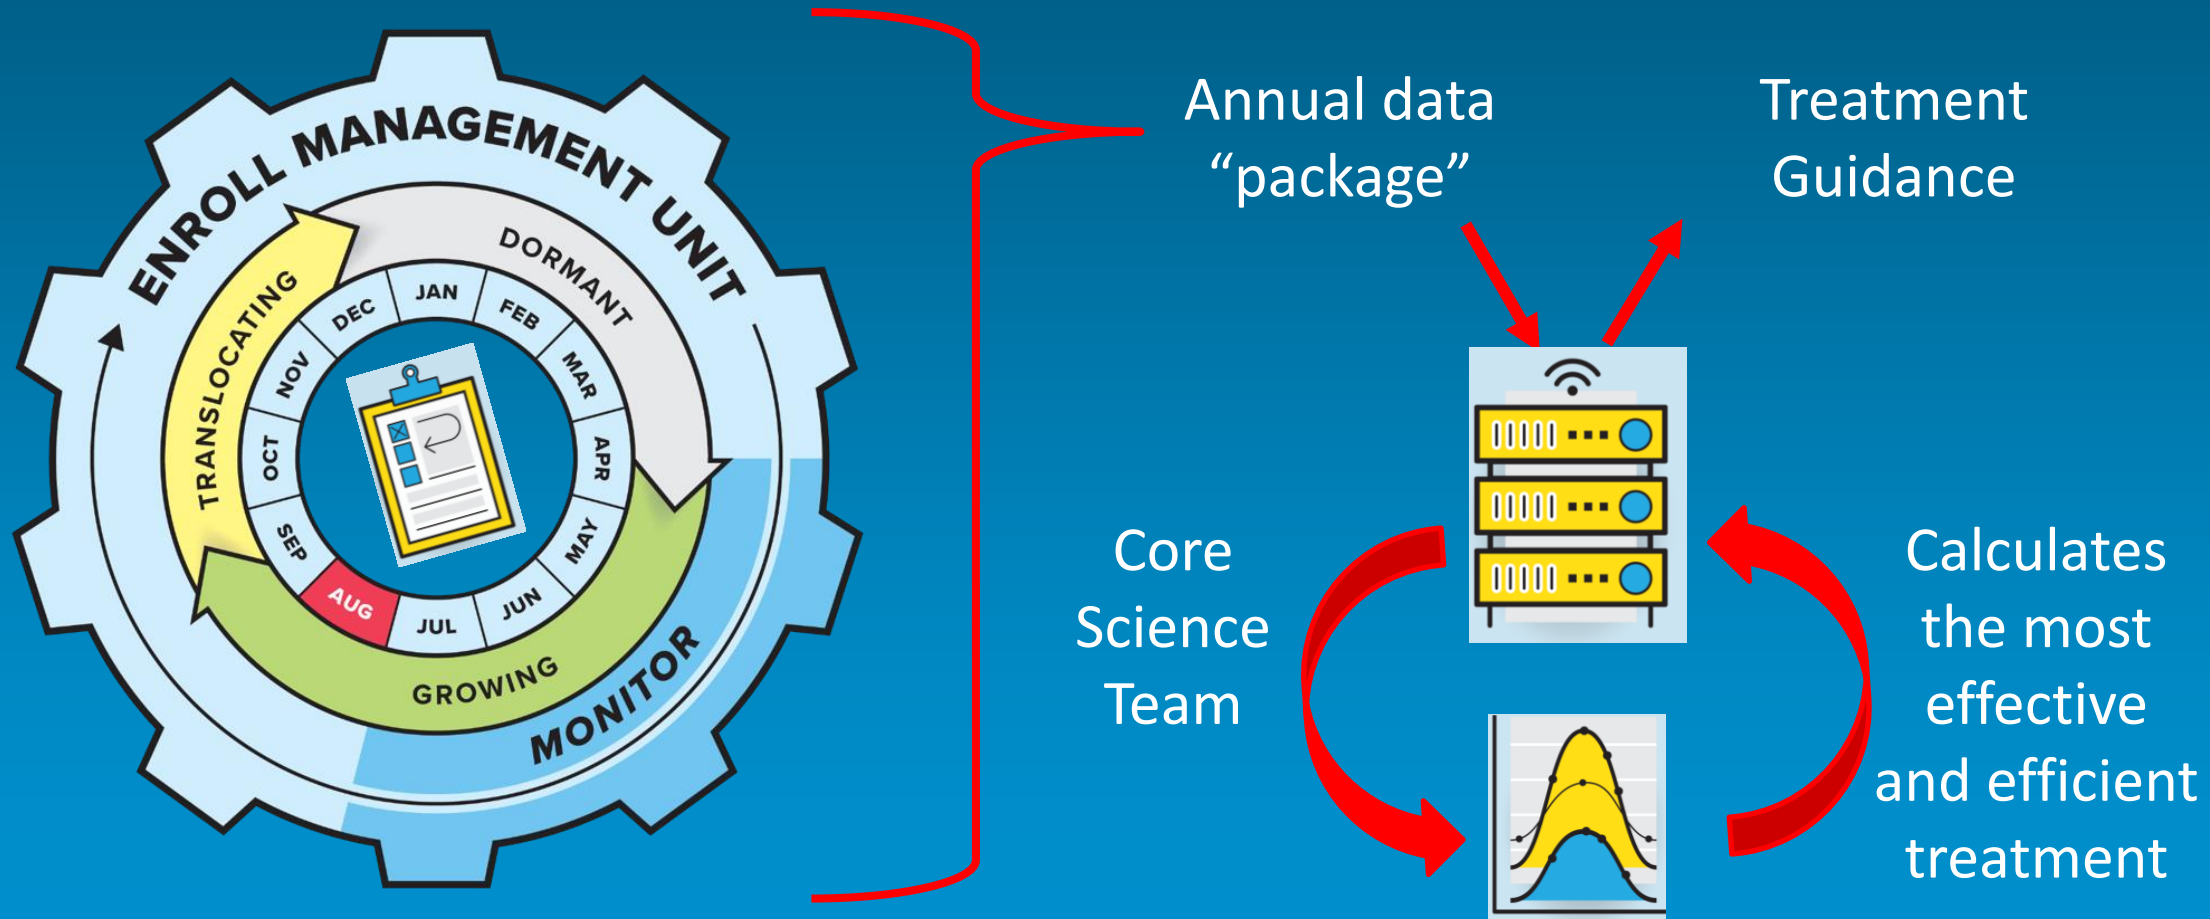 ENROLL MANAGEMENT UNIT
DORMANT
TRANSLOCATING
GROWING
MONITOR
JAN
FEB
MAR
APR
MAY
JUN
JUL
AUG
SEP
OCT
NOV
DEC
Annual data
“package”
Treatment
Guidance
Core
Science
Team
Calculates
the most
effective
and efficient
treatment